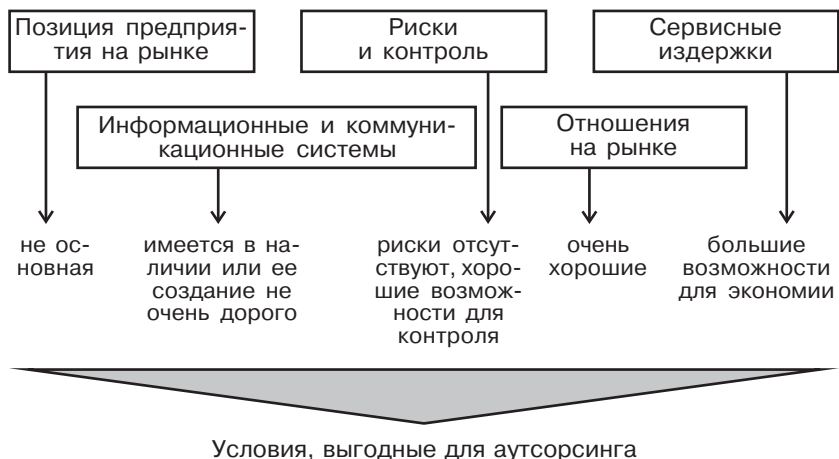 Позиция предприя-
тия на рынке
Риски
и контроль
Сервисные
издержки
Информационные и коммуни-
кационные системы
Отношения
на рынке
не ос-
новная
имеется в на-
личии или ее
создание не
очень дорого
риски отсут-
ствуют, хоро-
шие возмож-
ности для
контроля
очень
хорошие
большие
возможности
для экономии
Условия, выгодные для аутсорсинга